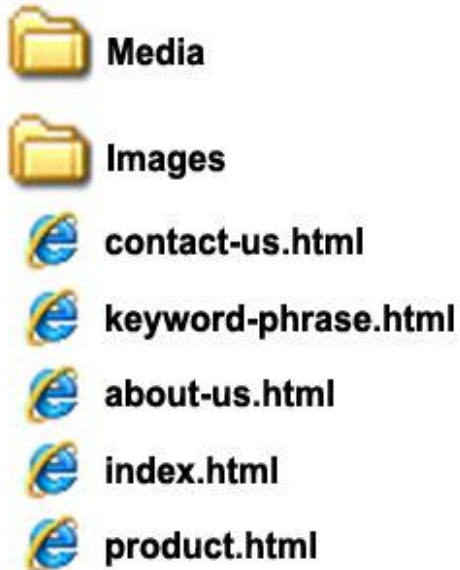 Media
Images
contact-us.html
keyword-phrase.html
about-us.html
index.html
product.html